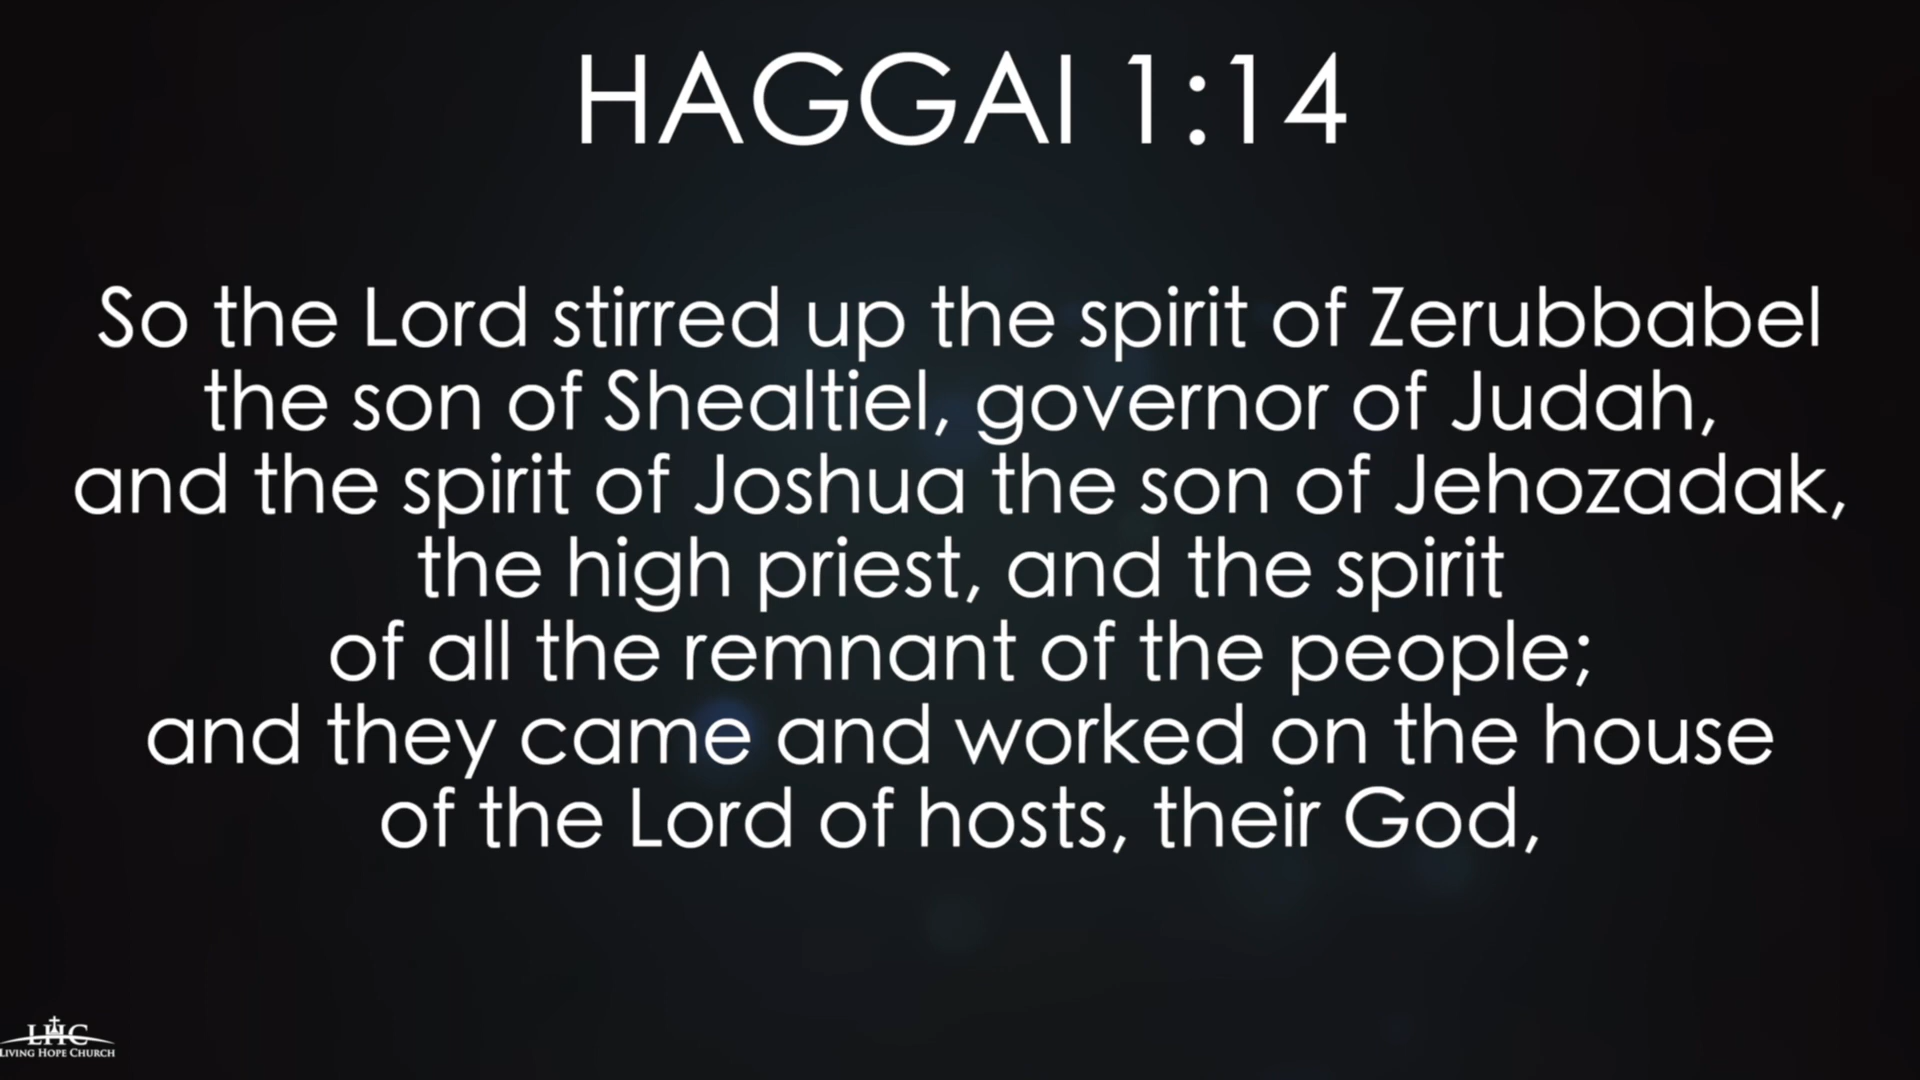 HAGGAI 1:14
So the Lord stirred up the spirit of Zerubbabel
the son of Shealtiel, governor of Judah,
and the spirit of Joshua the son of Jehozadak,
the high priest, and the spirit
of all the remnant of the people;
and they came and worked on the house
of the Lord of hosts, their God,
LHC
LIVING HOPE CHURCH